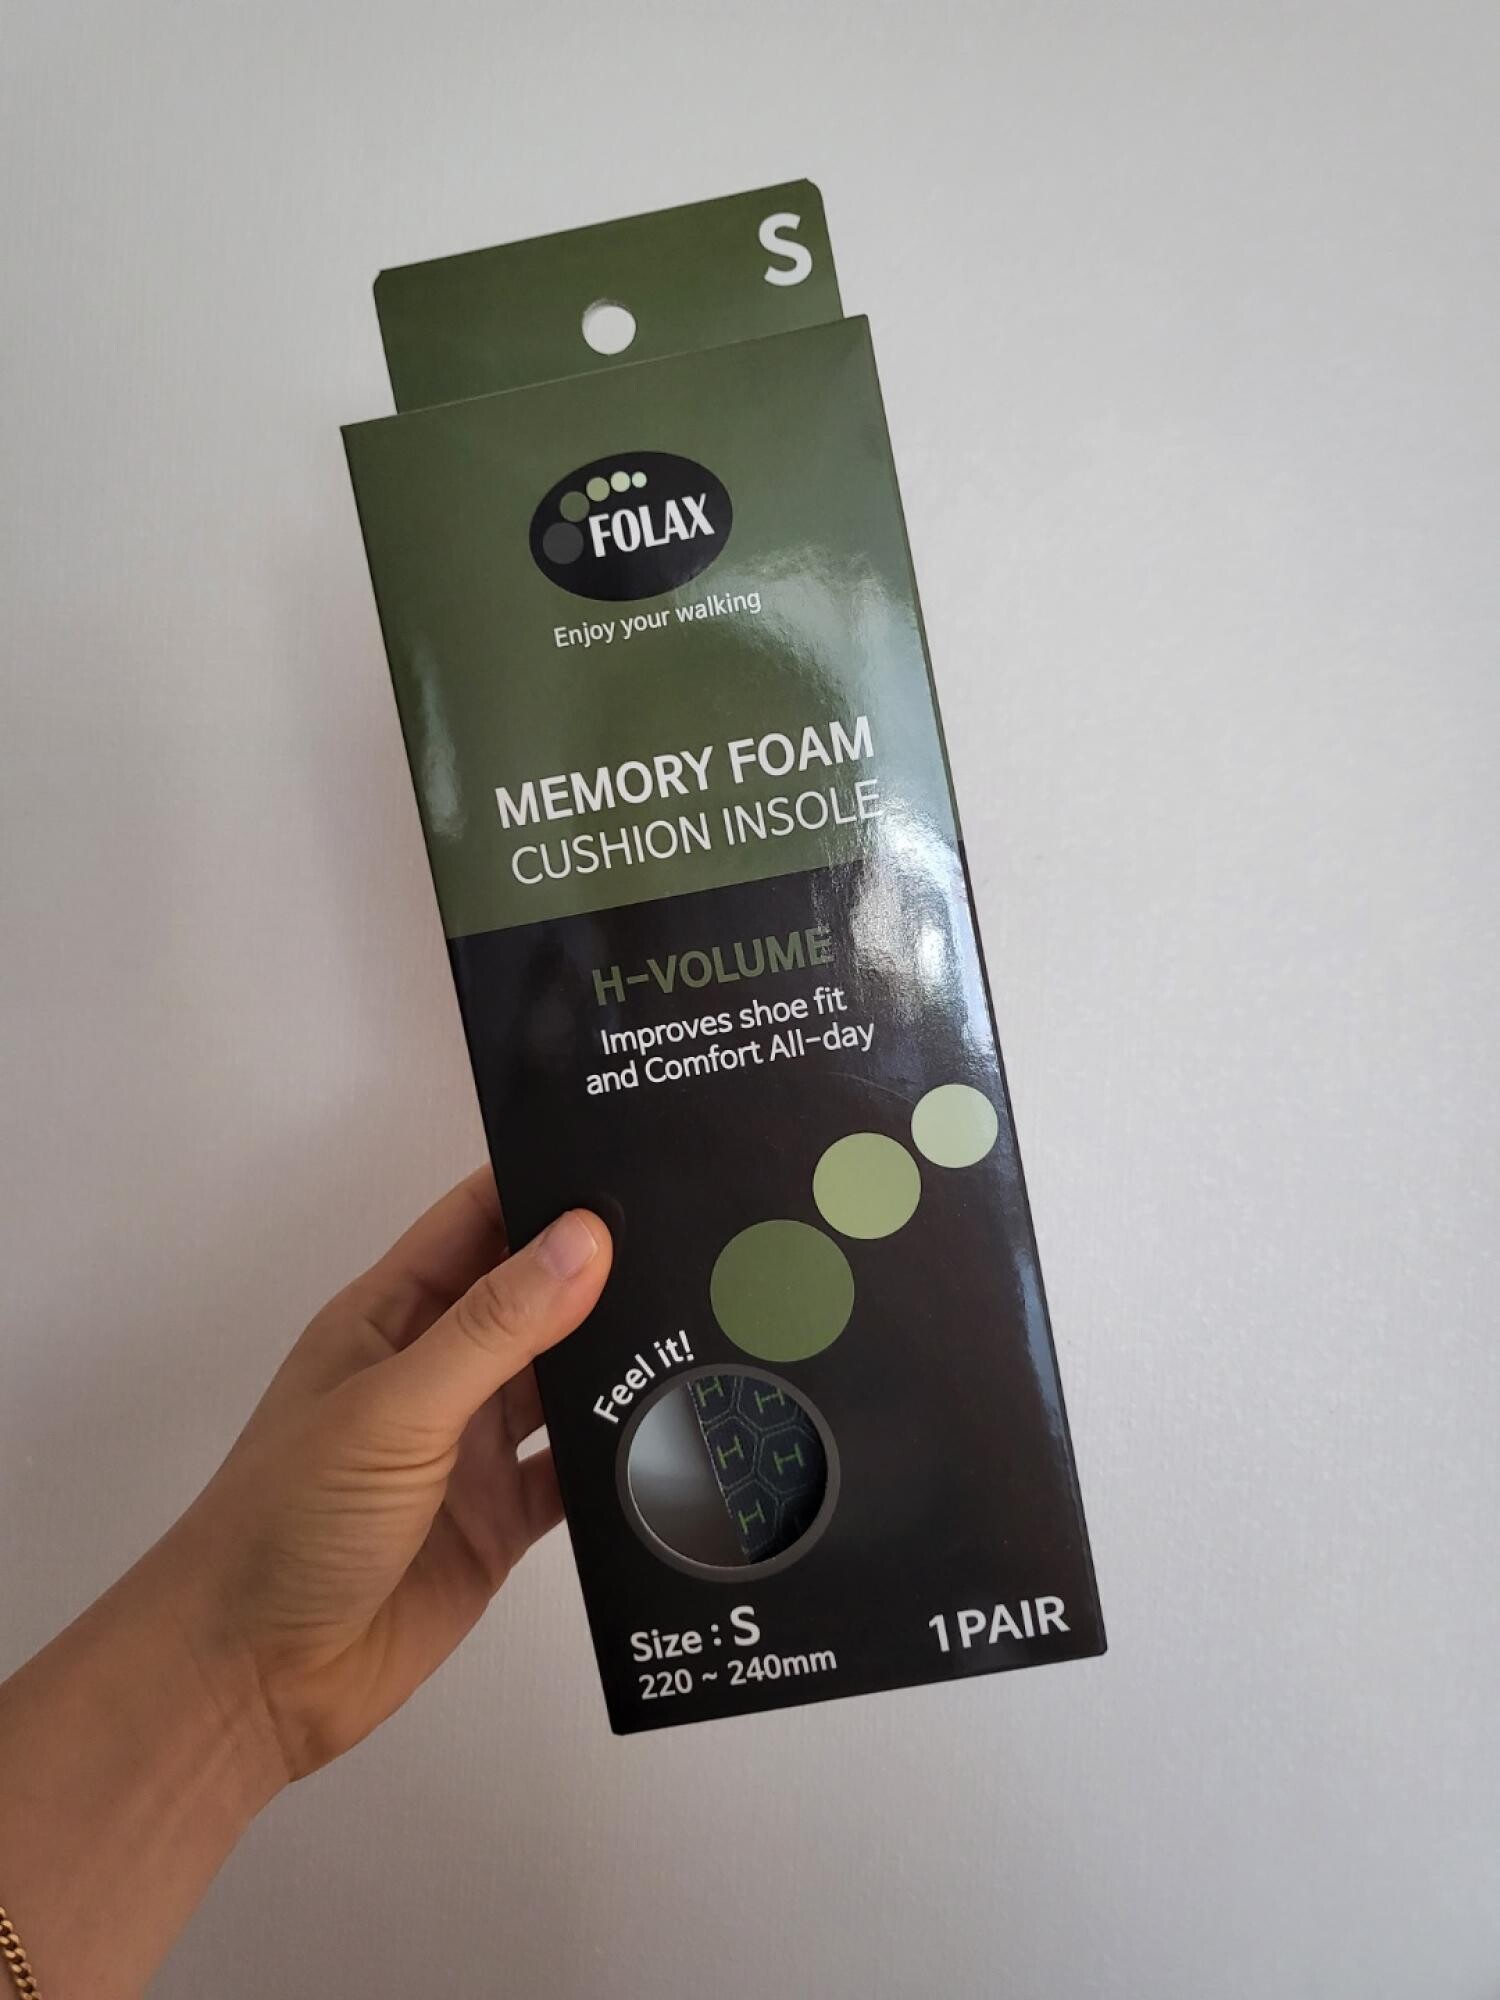 S
FOLAX
Enjoy your walking
MEMORY FOAM
CUSHION INSOLE
H-VOLUME
Improves shoe fit
and Comfort All-day
Feel it!
H H
H H
H
Size : S
220 ~ 240mm
1PAIR